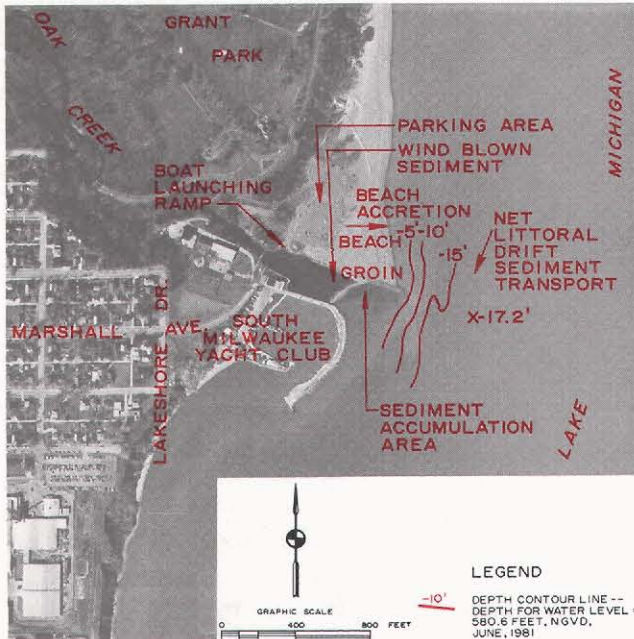 GRANT
PARK
OAK
CREEK
MICHIGAN
PARKING AREA
WIND BLOWN
SEDIMENT
BOAT
LAUNCHING
RAMP
BEACH
ACCRETION
-5'-10'
BEACH
-15'
NET
LITTORAL
DRIFT
SEDIMENT
TRANSPORT
GROIN
X-17.2'
MARSHALL AVE.
LAKESHORE DR.
SOUTH
MILWAUKEE
YACHT CLUB
SEDIMENT
ACCUMULATION
AREA
LAKE
LEGEND
-10' DEPTH CONTOUR LINE --
DEPTH FOR WATER LEVEL
580.6 FEET, NGVD,
JUNE, 1981
GRAPHIC SCALE
0 400 800 FEET